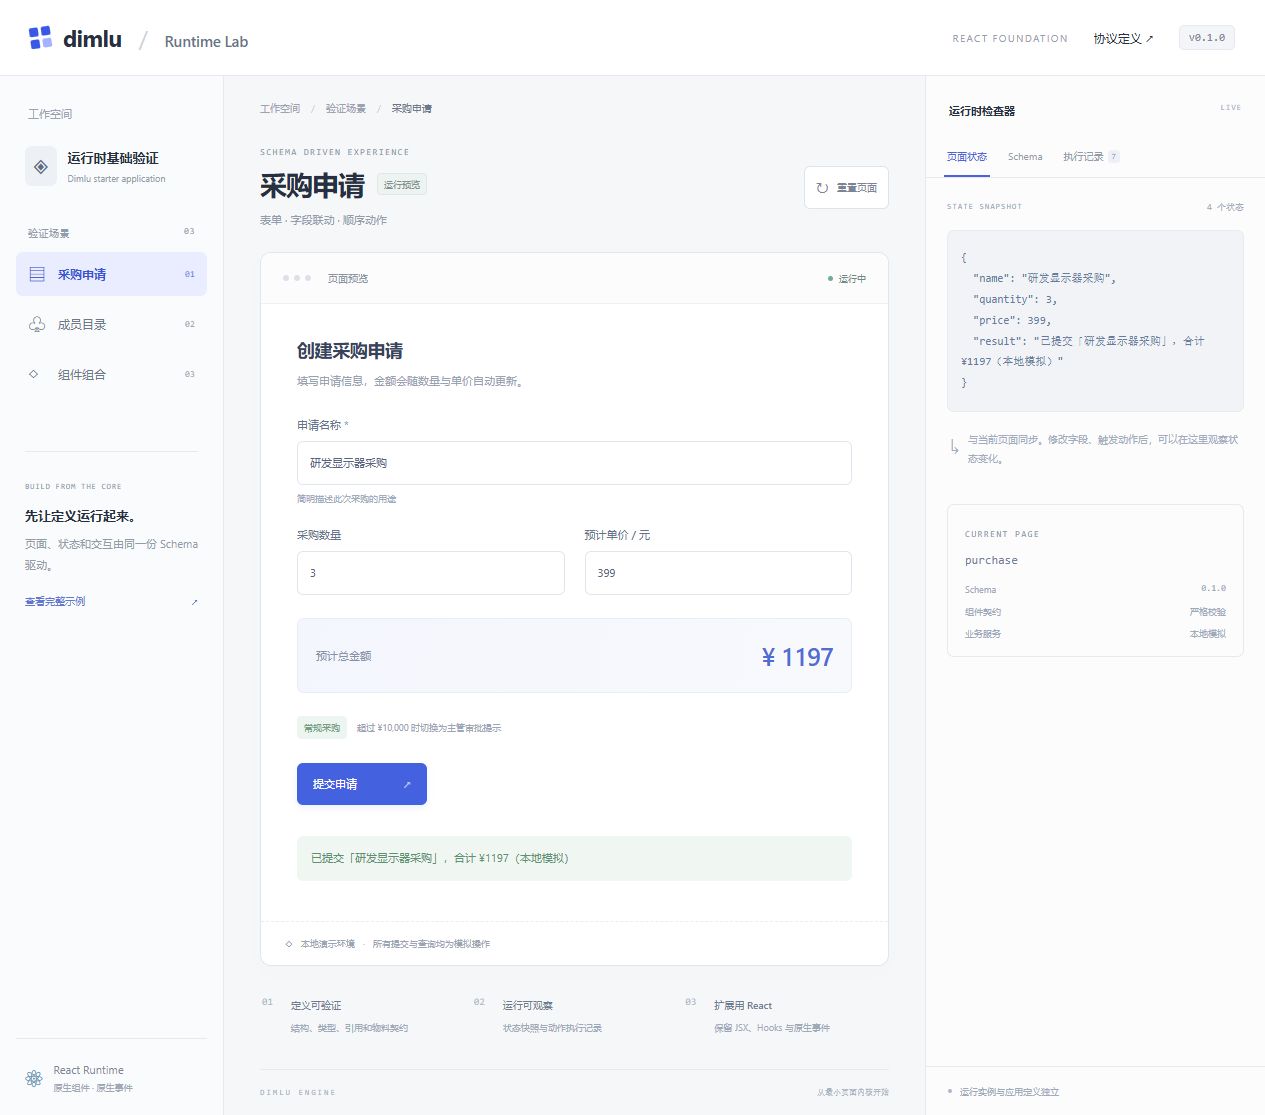 dimlu / Runtime Lab
REACT FOUNDATION 协议定义 ↗ v0.1.0
工作空间
运行时基础验证
Dimlu starter application
验证场景 03
采购申请 01
成员目录 02
组件组合 03
BUILD FROM THE CORE
先让定义运行起来。
页面、状态和交互由同一份 Schema
驱动。
查看完整示例 ↗
React Runtime
原生组件 · 原生事件
工作空间 / 验证场景 / 采购申请
SCHEMA DRIVEN EXPERIENCE
采购申请 运行预览
表单 · 字段联动 · 顺序动作
↻ 重置页面
页面预览 运行中
创建采购申请
填写申请信息，金额会随数量与单价自动更新。
申请名称 *
研发显示器采购
简明描述此次采购的用途
采购数量 预计单价 / 元
3 399
预计总金额 ¥ 1197
常规采购 超过 ¥10,000 时切换为主管审批提示
提交申请 ↗
已提交「研发显示器采购」，合计 ¥1197（本地模拟）
◇ 本地演示环境 · 所有提交与查询均为模拟操作
01 定义可验证
结构、类型、引用和物料契约
02 运行可观察
状态快照与动作执行记录
03 扩展用 React
保留 JSX、Hooks 与原生事件
DIMLU ENGINE 从最小页面内核开始
运行时检查器 LIVE
页面状态 Schema 执行记录 7
STATE SNAPSHOT 4 个状态
{
"name": "研发显示器采购",
"quantity": 3,
"price": 399,
"result": "已提交「研发显示器采购」，合计
¥1197（本地模拟）"
}
↳ 与当前页面同步。修改字段、触发动作后，可以在这里观察状
态变化。
CURRENT PAGE
purchase
Schema 0.1.0
组件契约 严格校验
业务服务 本地模拟
运行实例与应用定义独立